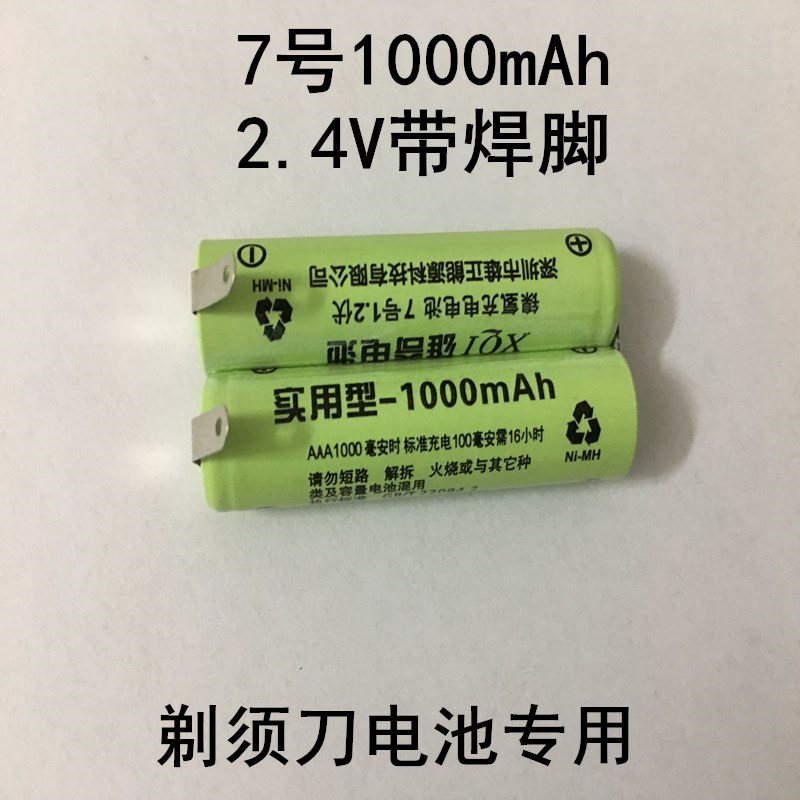 7号1000mAh
2.4V带焊脚
深圳市雄正能源科技有限公司
Ni-MH
镍氢充电电池 7号1.2伏
雄奇电池 XQI
实用型-1000mAh
AAA1000 毫安时 标准充电100毫安需16小时
Ni-MH
请勿短路 解拆 火烧或与其它种
类及容量电池混用
剃须刀电池专用